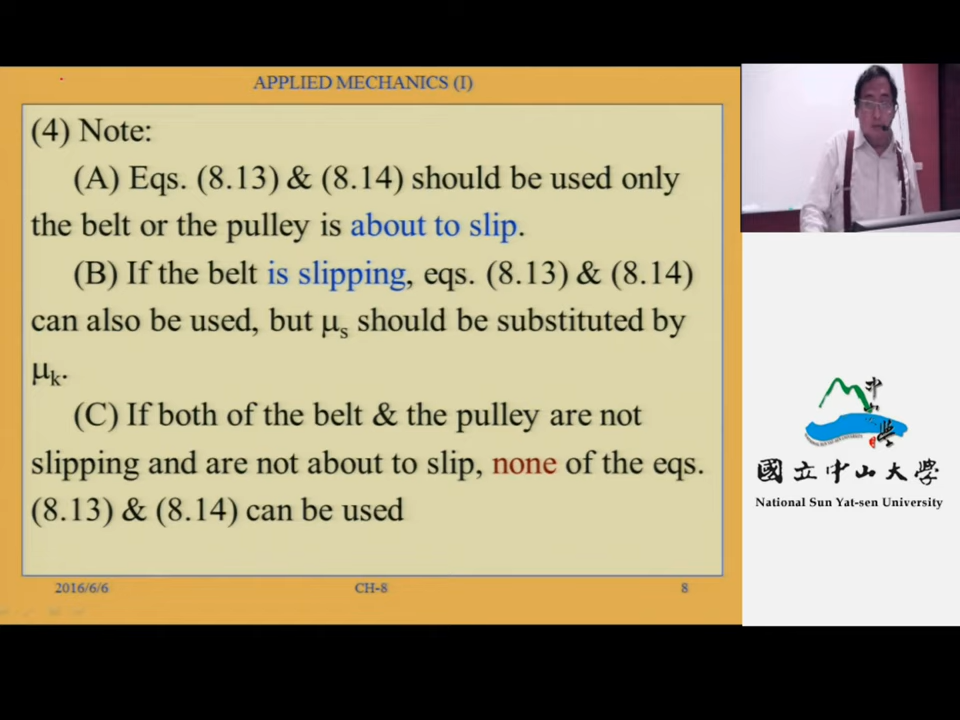 APPLIED MECHANICS (I)
(4) Note:
(A) Eqs. (8.13) & (8.14) should be used only
the belt or the pulley is about to slip.
(B) If the belt is slipping, eqs. (8.13) & (8.14)
can also be used, but μs should be substituted by
μk.
(C) If both of the belt & the pulley are not
slipping and are not about to slip, none of the eqs.
(8.13) & (8.14) can be used
2016/6/6
CH-8
8
國立中山大學
National Sun Yat-sen University